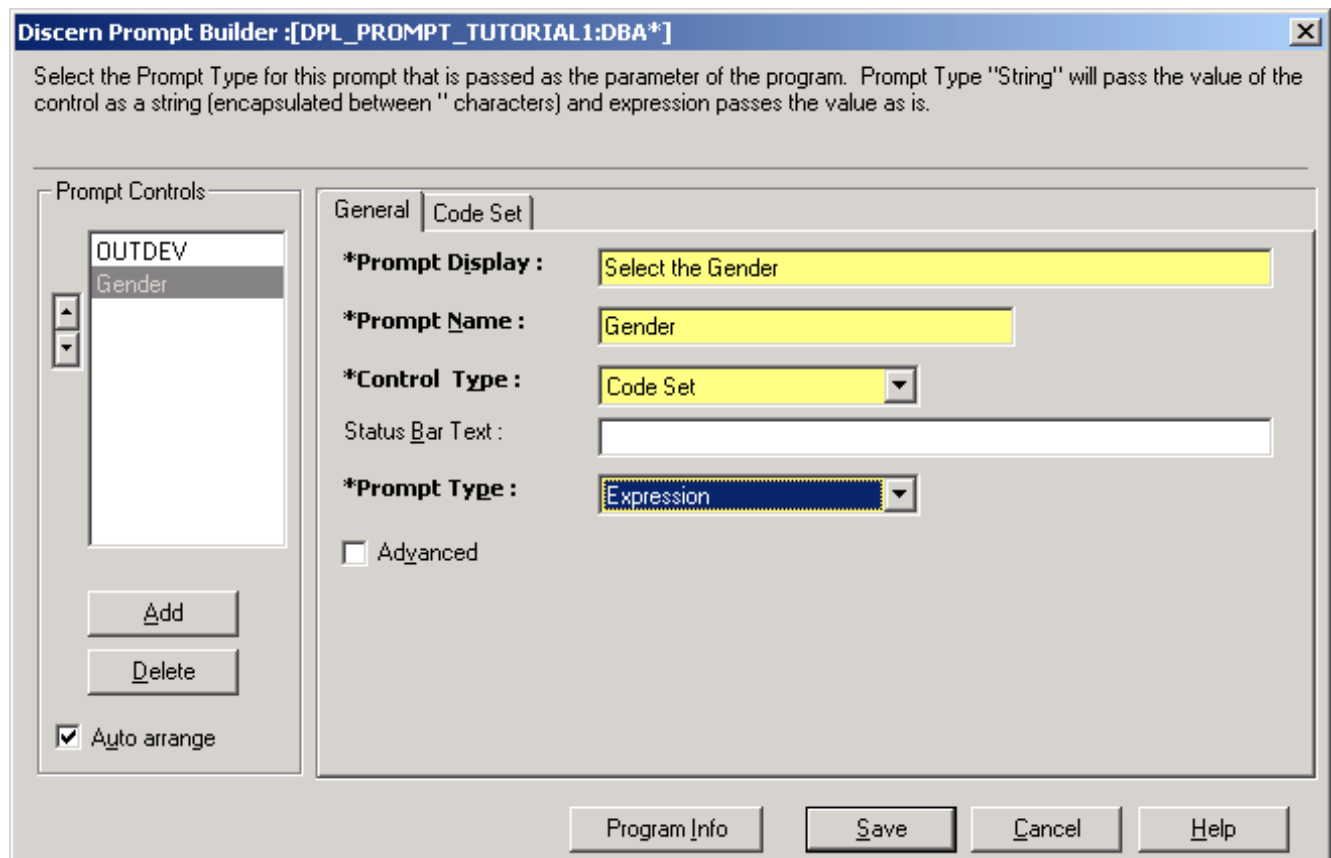 Discern Prompt Builder :[DPL_PROMPT_TUTORIAL1:DBA*]
Select the Prompt Type for this prompt that is passed as the parameter of the program. Prompt Type "String" will pass the value of the
control as a string (encapsulated between '' characters) and expression passes the value as is.
Prompt Controls
OUTDEV
Gender
Add
Delete
Auto arrange
General
Code Set
*Prompt Display :
Select the Gender
*Prompt Name :
Gender
*Control Type :
Code Set
Status Bar Text :
*Prompt Type :
Expression
Advanced
Program Info
Save
Cancel
Help